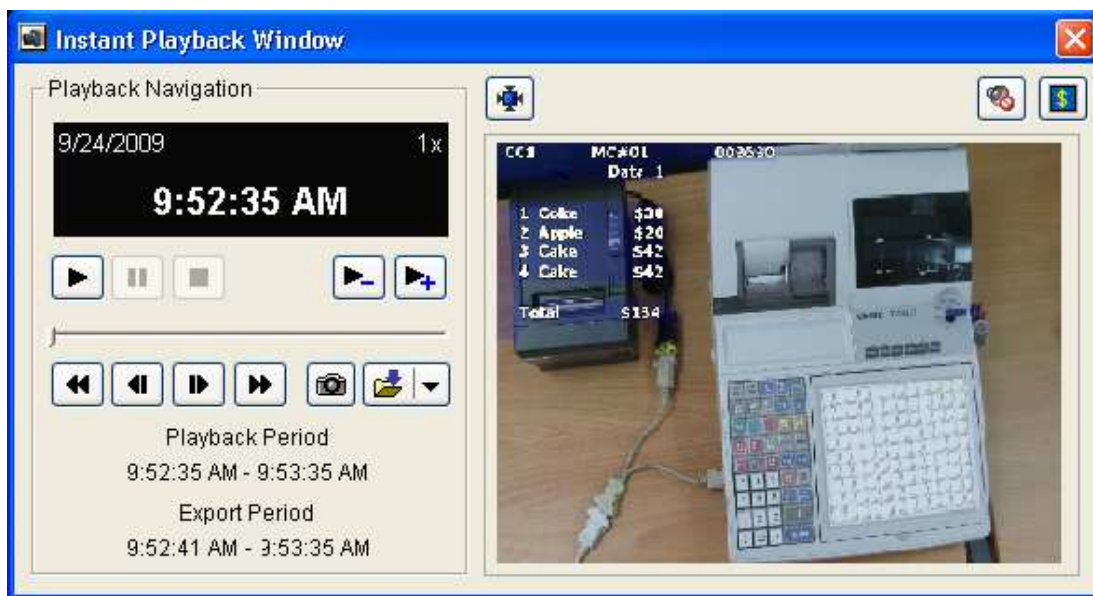 Instant Playback Window
Playback Navigation
9/24/2009 1x
9:52:35 AM
Playback Period
9:52:35 AM - 9:53:35 AM
Export Period
9:52:41 AM - 9:53:35 AM
CC1 MC#01 003530
Date 1
1 Coke $30
2 Apple $20
3 Cake $42
4 Cake $42
Total $134